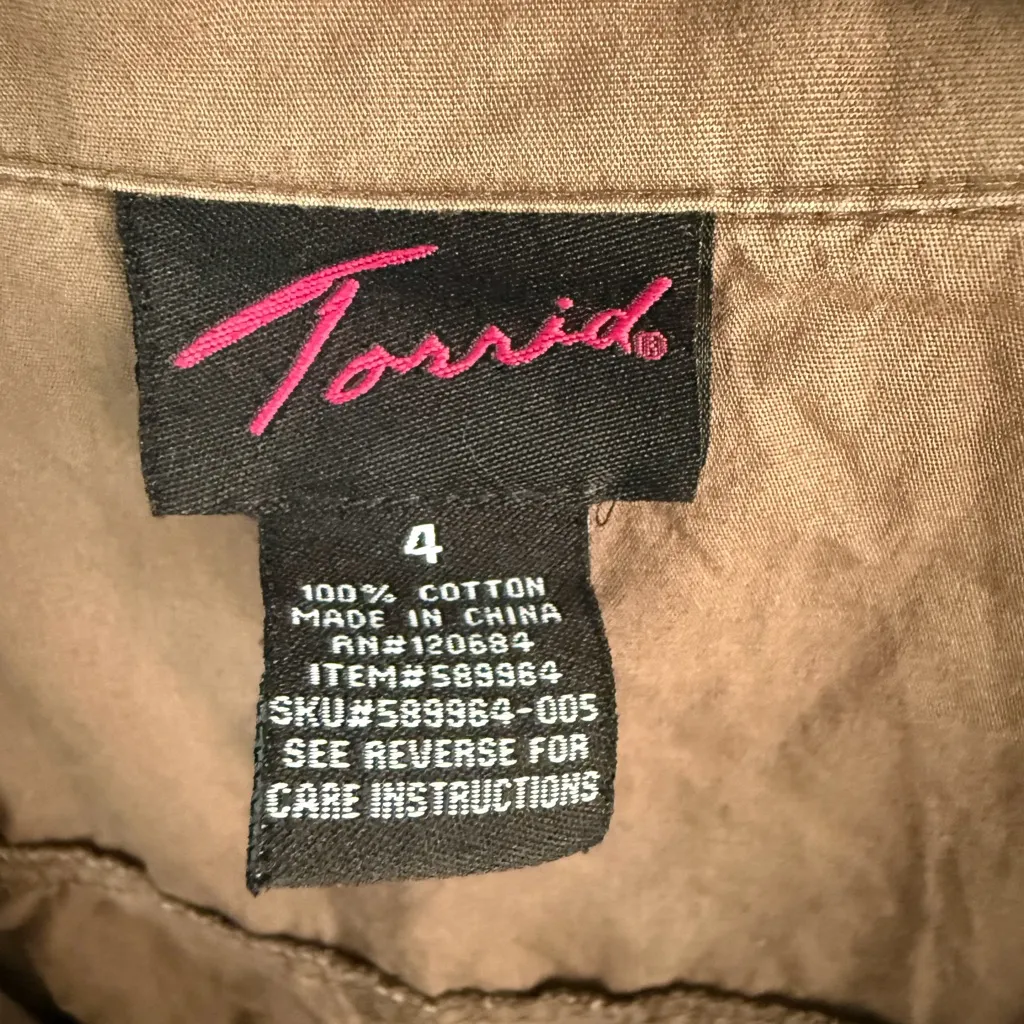 Torrid®
4
100% COTTON
MADE IN CHINA
RN#120684
ITEM#589964
SKU#589964-005
SEE REVERSE FOR
CARE INSTRUCTIONS